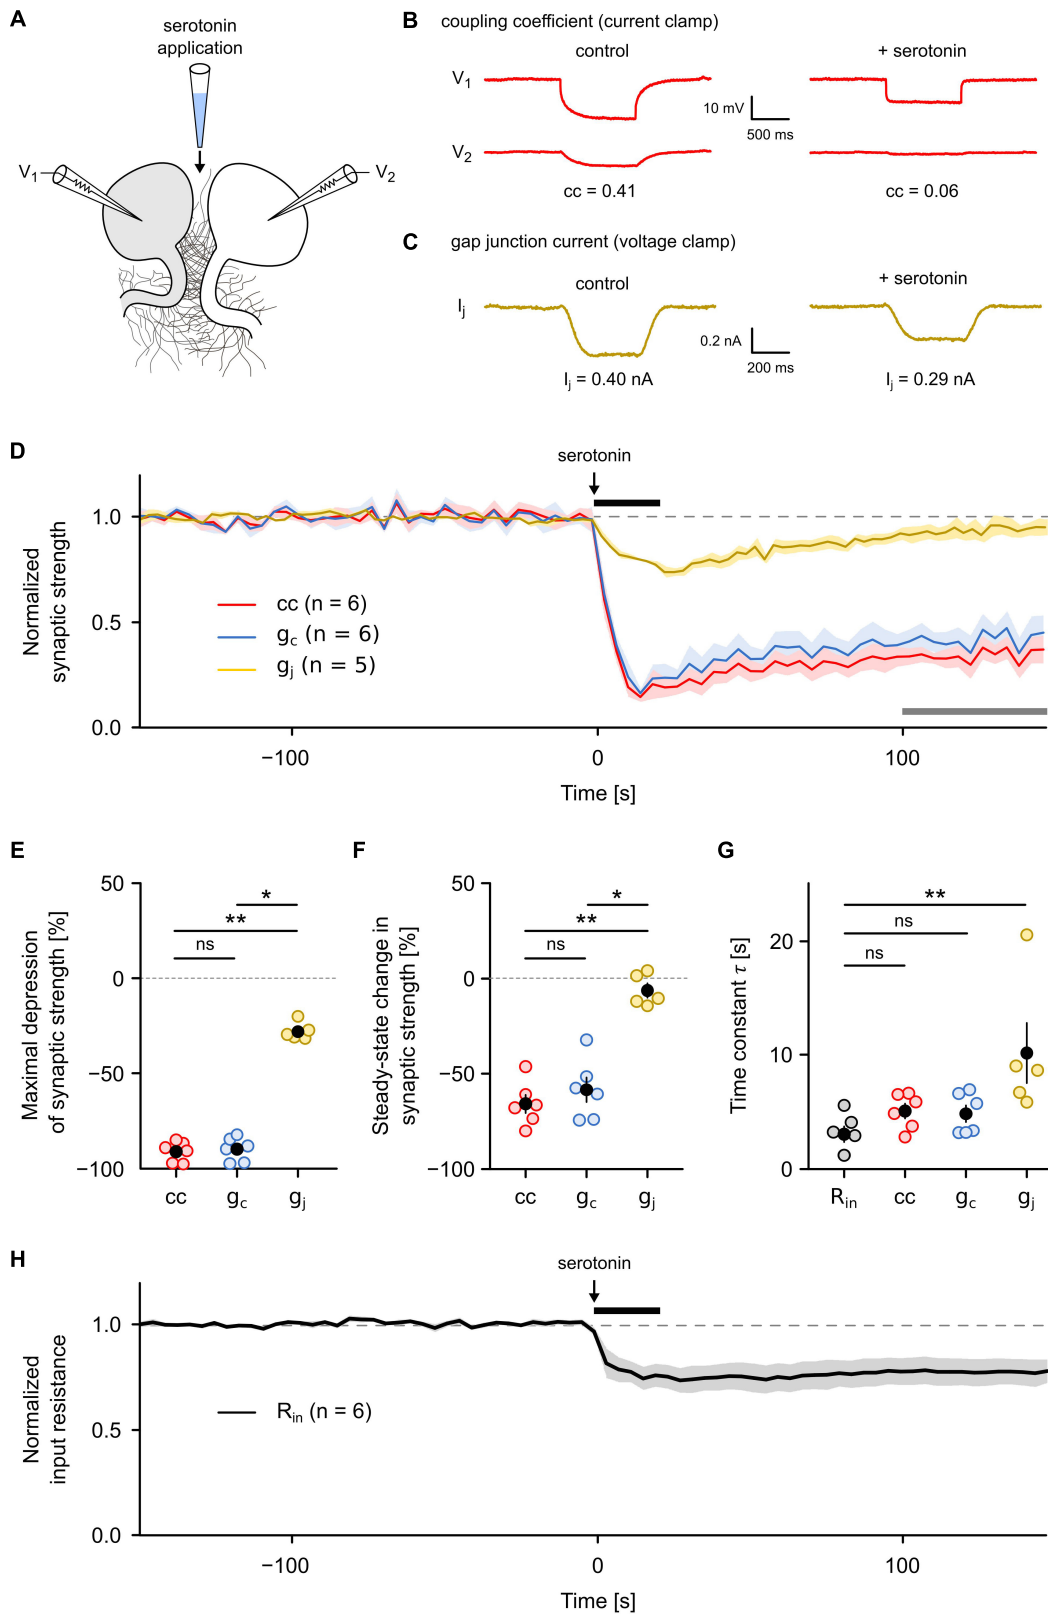 A
serotonin
application
V1
V2
B
coupling coefficient (current clamp)
control
+ serotonin
V1
10 mV
500 ms
V2
cc = 0.41
cc = 0.06
C
gap junction current (voltage clamp)
control
+ serotonin
Ij
0.2 nA
200 ms
Ij = 0.40 nA
Ij = 0.29 nA
D
serotonin
Normalized
synaptic strength
1.0
0.5
0.0
cc (n = 6)
gc (n = 6)
gj (n = 5)
−100
0
100
Time [s]
E
Maximal depression
of synaptic strength [%]
50
0
−50
−100
*
**
ns
cc
gc
gj
F
Steady-state change in
synaptic strength [%]
50
0
−50
−100
*
**
ns
cc
gc
gj
G
Time constant τ [s]
20
10
0
**
ns
ns
Rin
cc
gc
gj
H
serotonin
Normalized
input resistance
1.0
0.5
0.0
Rin (n = 6)
−100
0
100
Time [s]